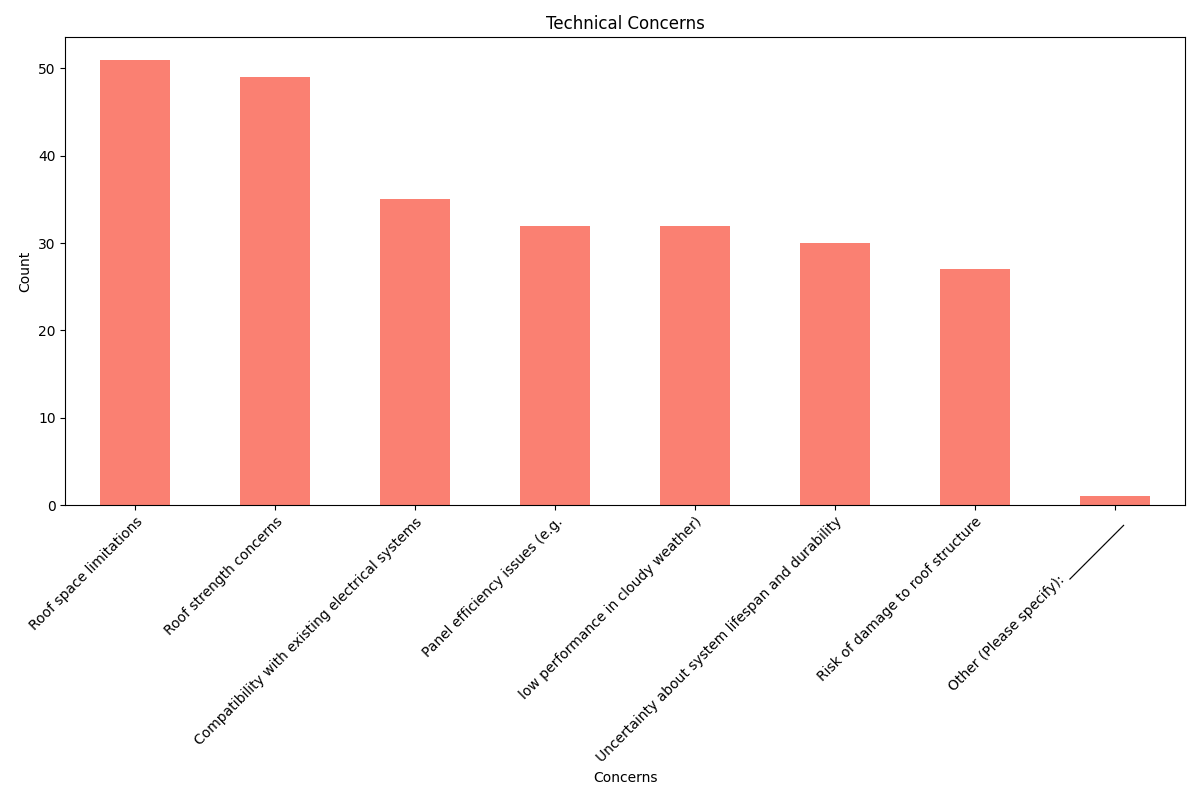 Technical Concerns
Count
50
40
30
20
10
0
Roof space limitations
Roof strength concerns
Compatibility with existing electrical systems
Panel efficiency issues (e.g.
low performance in cloudy weather)
Uncertainty about system lifespan and durability
Risk of damage to roof structure
Other (Please specify): __________
Concerns